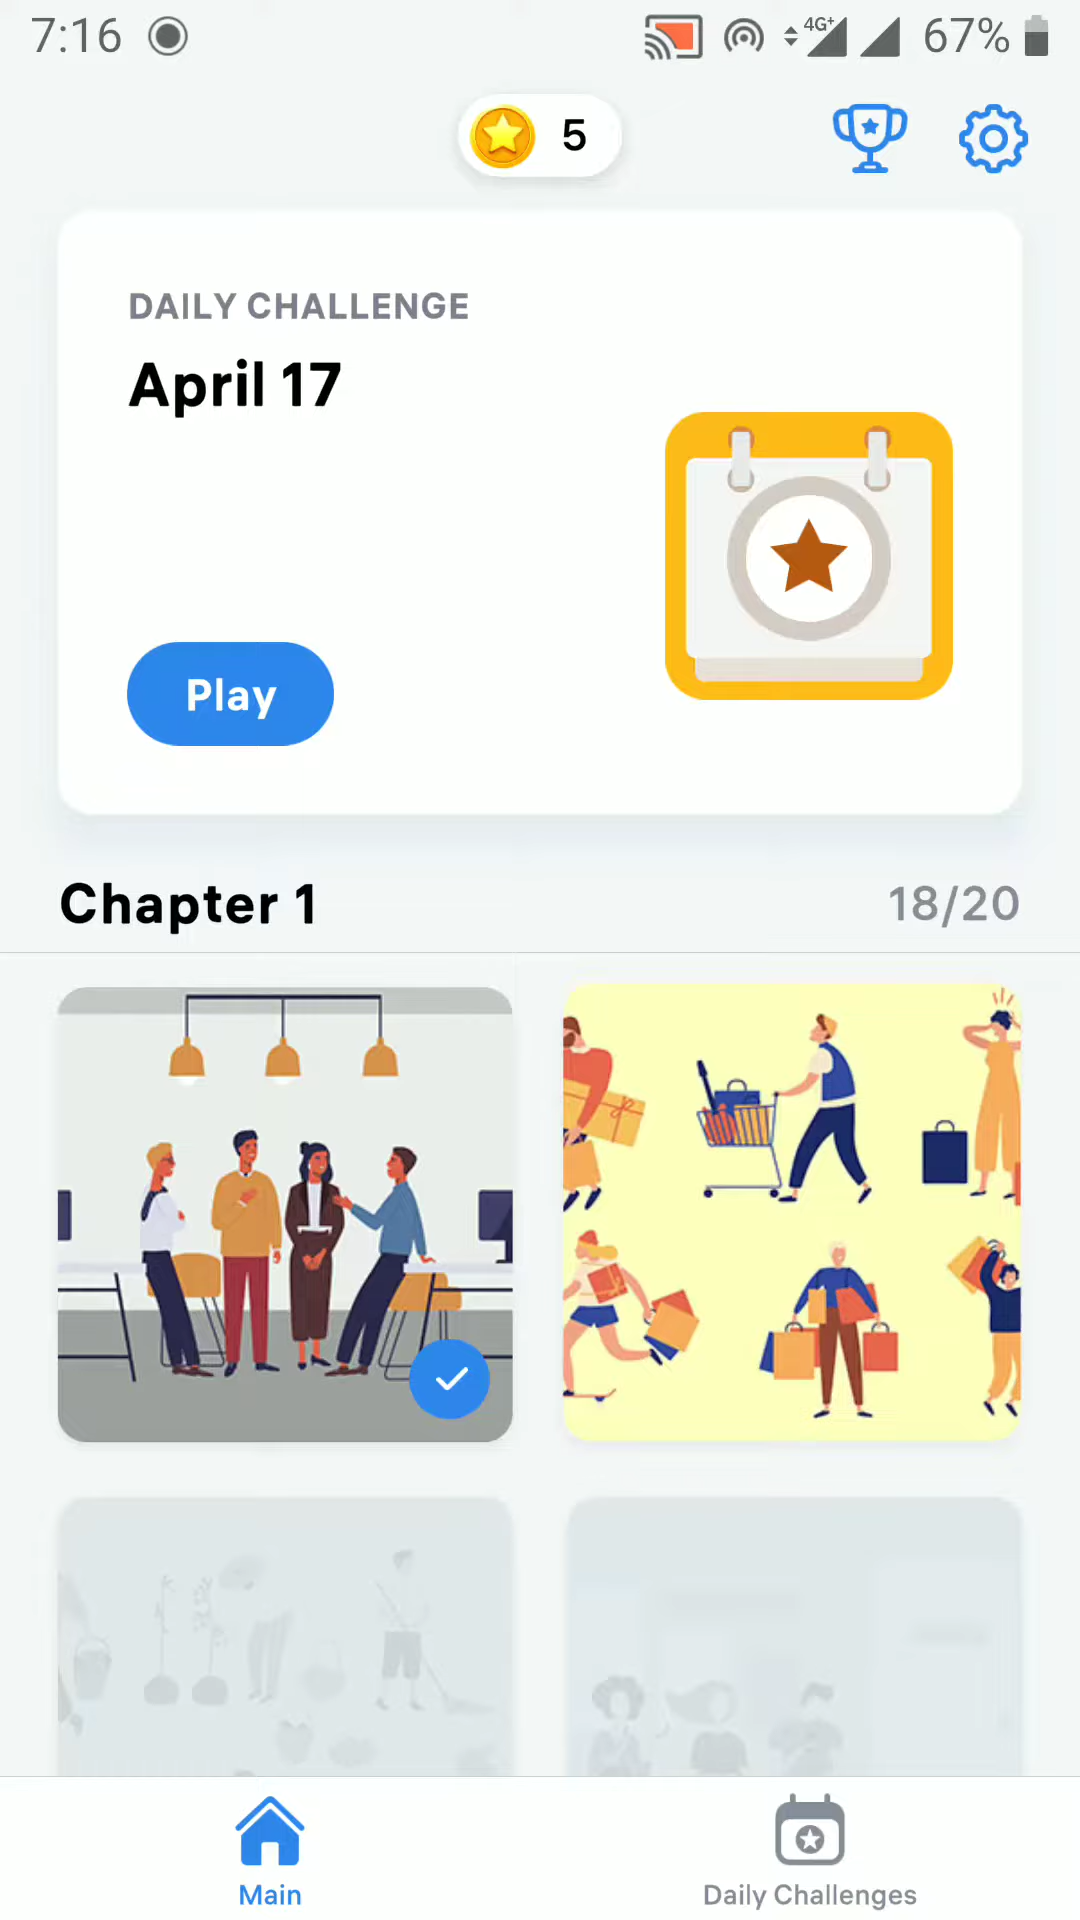 7:16
4G+
67%
5
DAILY CHALLENGE
April 17
Play
Chapter 1
18/20
Main
Daily Challenges